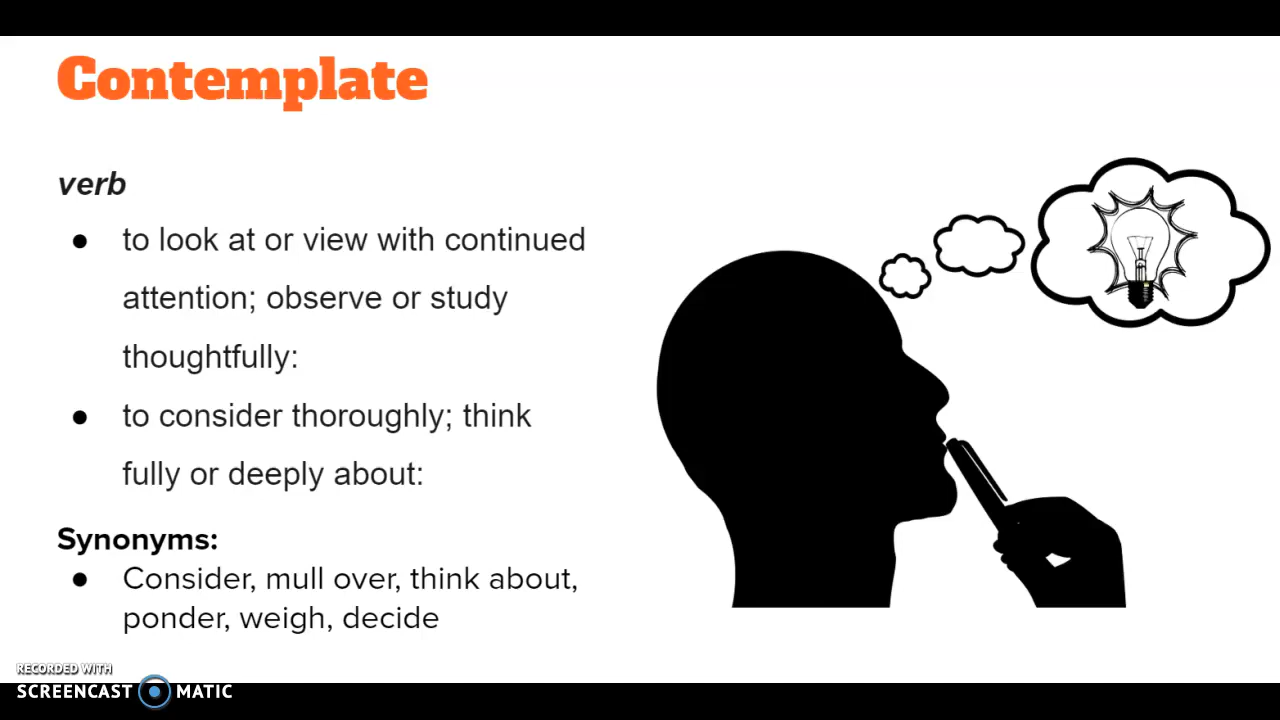 Contemplate
verb
● to look at or view with continued
attention; observe or study
thoughtfully:
● to consider thoroughly; think
fully or deeply about:
Synonyms:
● Consider, mull over, think about,
ponder, weigh, decide
RECORDED WITH
SCREENCAST MATIC